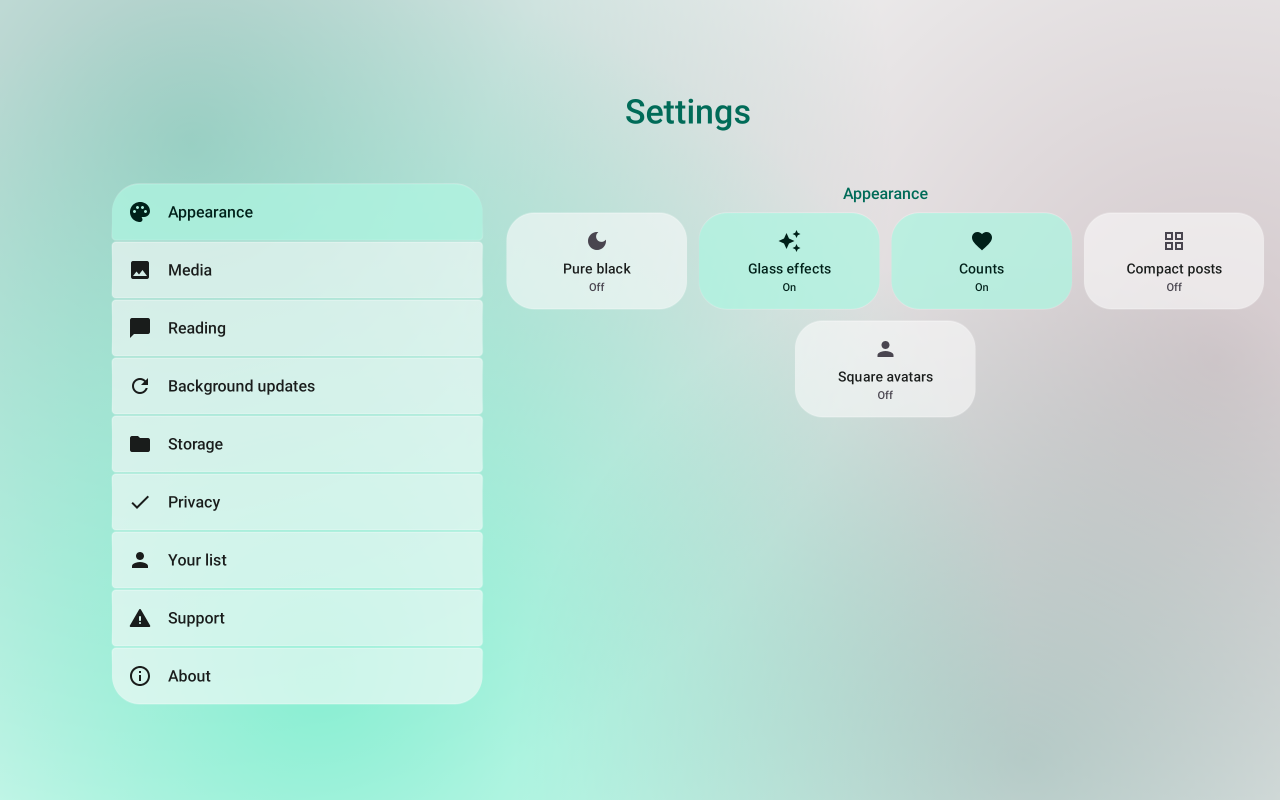 Settings
Appearance
Media
Reading
Background updates
Storage
Privacy
Your list
Support
About
Appearance
Pure black
Off
Glass effects
On
Counts
On
Compact posts
Off
Square avatars
Off